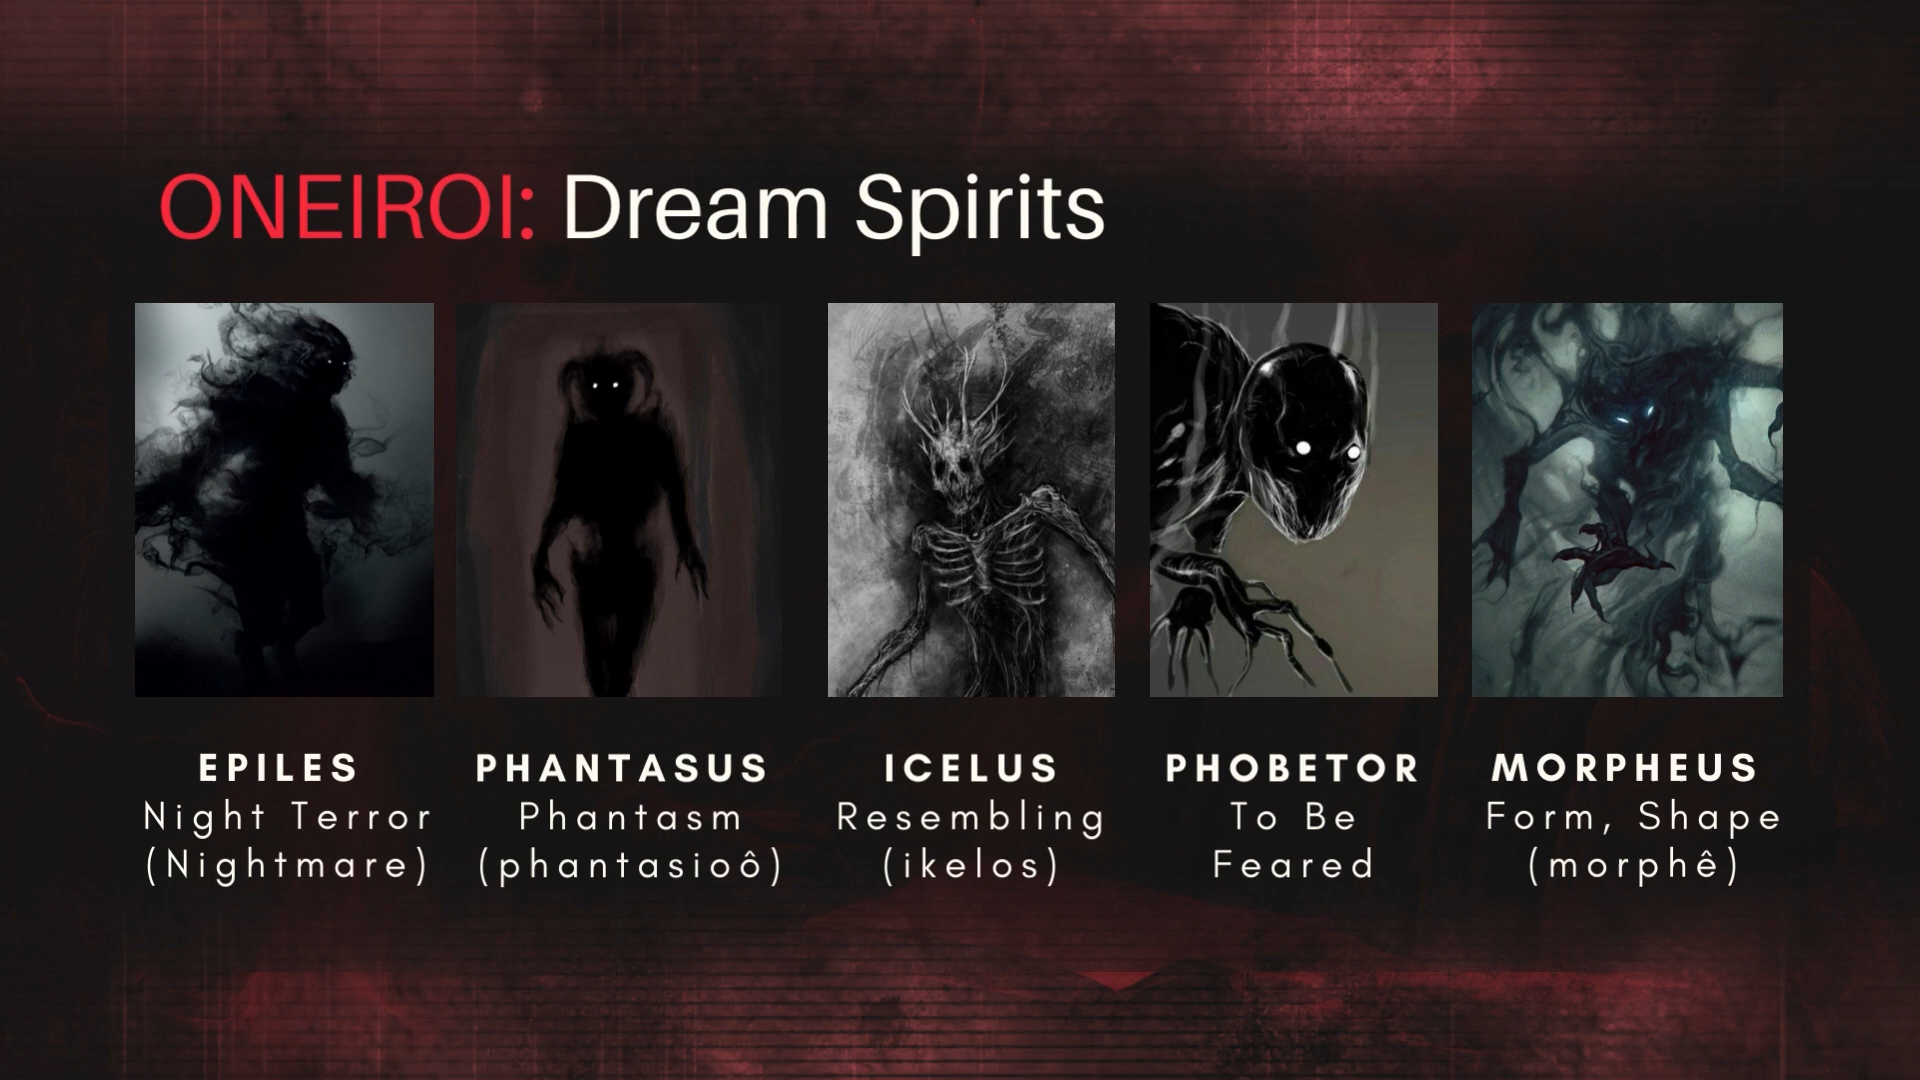 ONEIROI: Dream Spirits
EPILES
Night Terror
(Nightmare)
PHANTASUS
Phantasm
(phantasioô)
ICELUS
Resembling
(ikelos)
PHOBETOR
To Be
Feared
MORPHEUS
Form, Shape
(morphê)